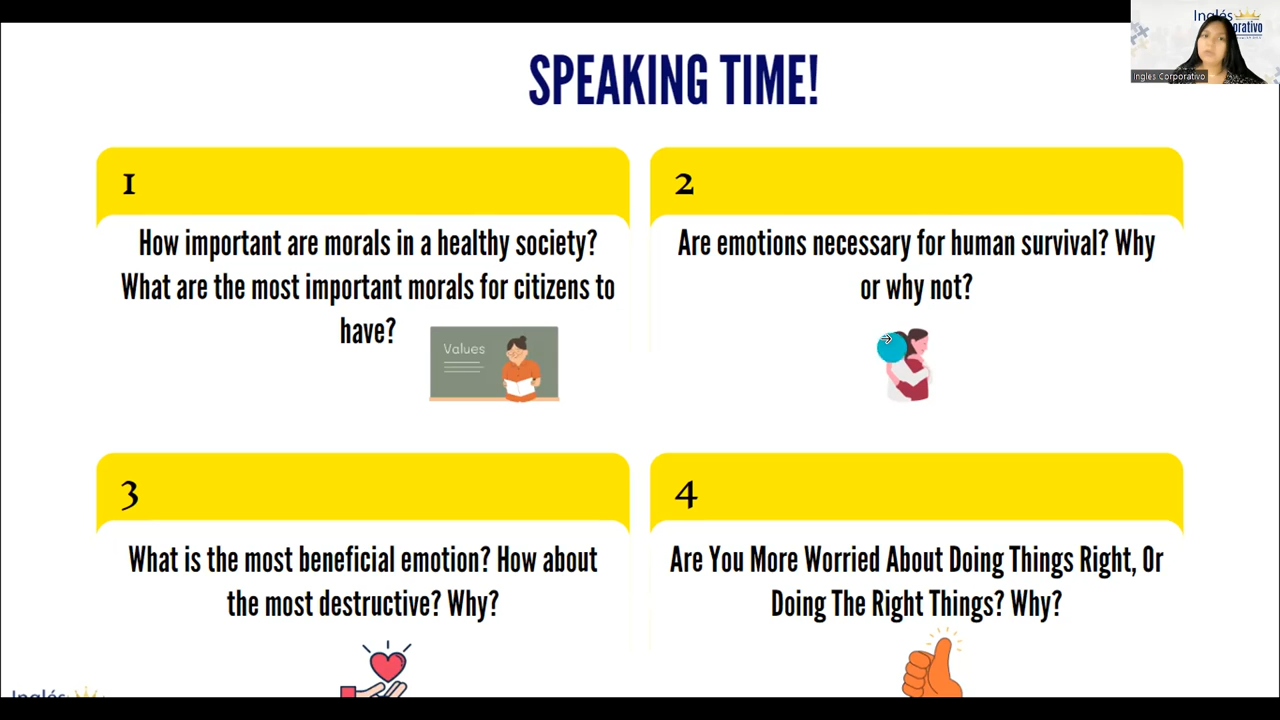 Inglés
orativo
Ingles Corporativo
SPEAKING TIME!
1
How important are morals in a healthy society?
What are the most important morals for citizens to
have?
Values
2
Are emotions necessary for human survival? Why
or why not?
3
What is the most beneficial emotion? How about
the most destructive? Why?
4
Are You More Worried About Doing Things Right, Or
Doing The Right Things? Why?
Inglés